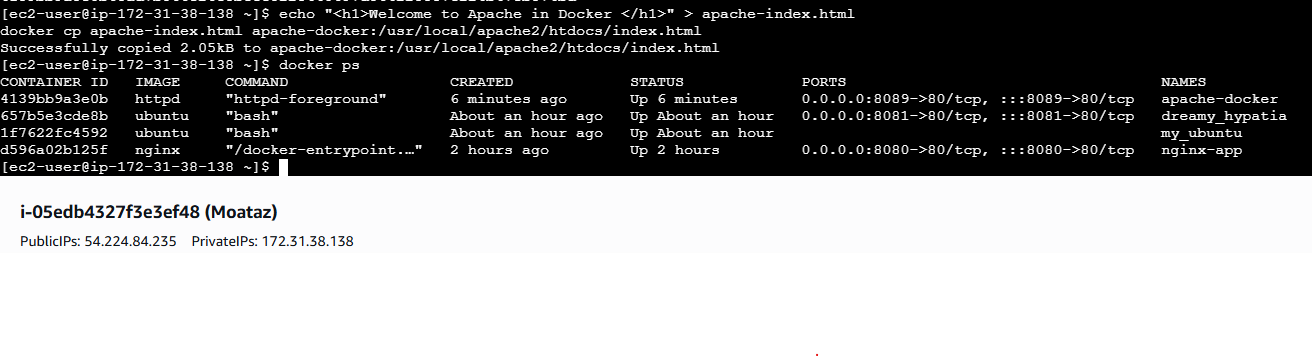 [ec2-user@ip-172-31-38-138 ~]$ echo "<h1>Welcome to Apache in Docker </h1>" > apache-index.html
docker cp apache-index.html apache-docker:/usr/local/apache2/htdocs/index.html
Successfully copied 2.05kB to apache-docker:/usr/local/apache2/htdocs/index.html
[ec2-user@ip-172-31-38-138 ~]$ docker ps
CONTAINER ID   IMAGE     COMMAND                  CREATED             STATUS             PORTS                                   NAMES
4139bb9a3e0b   httpd     "httpd-foreground"       6 minutes ago       Up 6 minutes       0.0.0.0:8089->80/tcp, :::8089->80/tcp   apache-docker
657b5e3cde8b   ubuntu    "bash"                   About an hour ago   Up About an hour   0.0.0.0:8081->80/tcp, :::8081->80/tcp   dreamy_hypatia
1f7622fc4592   ubuntu    "bash"                   About an hour ago   Up About an hour                                           my_ubuntu
d596a02b125f   nginx     "/docker-entrypoint.…"   2 hours ago         Up 2 hours         0.0.0.0:8080->80/tcp, :::8080->80/tcp   nginx-app
[ec2-user@ip-172-31-38-138 ~]$
i-05edb4327f3e3ef48 (Moataz)
PublicIPs: 54.224.84.235    PrivateIPs: 172.31.38.138